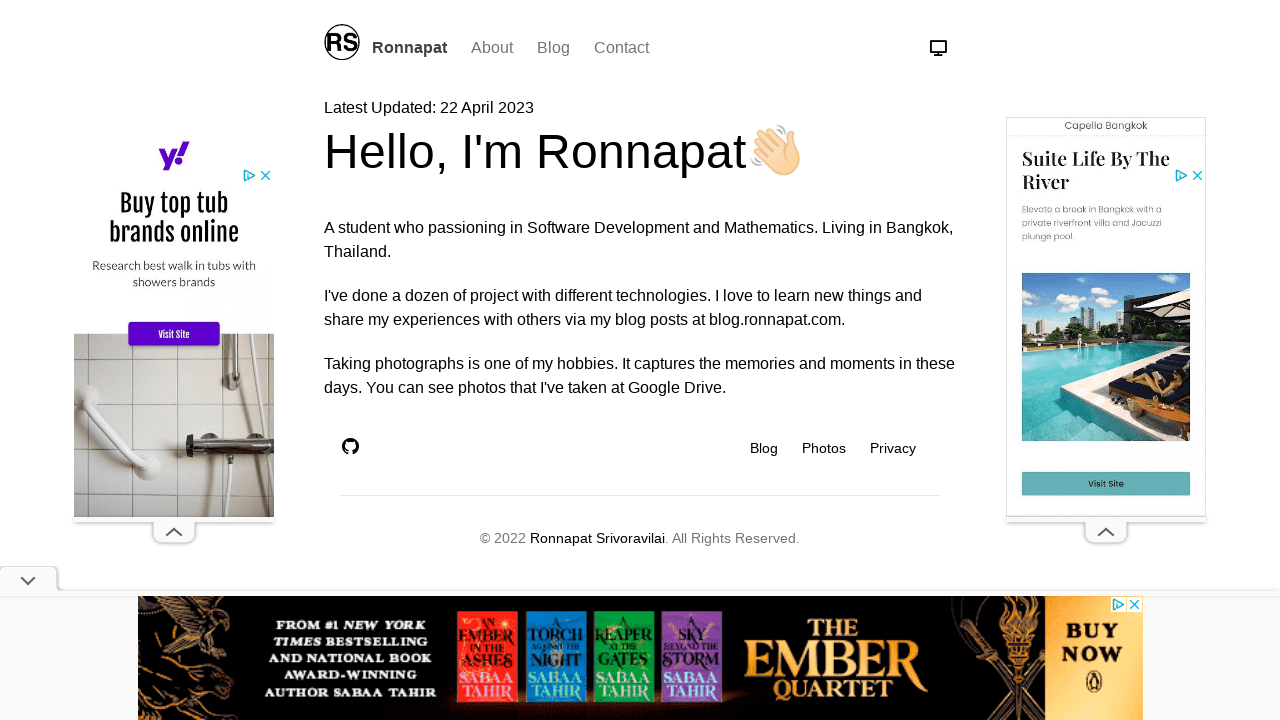 RS
Ronnapat About Blog Contact
Latest Updated: 22 April 2023
Hello, I'm Ronnapat
A student who passioning in Software Development and Mathematics. Living in Bangkok,
Thailand.
I've done a dozen of project with different technologies. I love to learn new things and
share my experiences with others via my blog posts at blog.ronnapat.com.
Taking photographs is one of my hobbies. It captures the memories and moments in these
days. You can see photos that I've taken at Google Drive.
Blog Photos Privacy
© 2022 Ronnapat Srivoravilai. All Rights Reserved.
y!
Buy top tub
brands online
Research best walk in tubs with
showers brands
Visit Site
Capella Bangkok
Suite Life By The
River
Elevate a break in Bangkok with a
private riverfront villa and Jacuzzi
plunge pool.
Visit Site
FROM #1 NEW YORK
TIMES BESTSELLING
AND NATIONAL BOOK
AWARD-WINNING
AUTHOR SABAA TAHIR
AN
EMBER
IN THE
ASHES
SABAA
TAHIR
A
TORCH
AGAINST THE
NIGHT
SABAA
TAHIR
A
REAPER
AT THE
GATES
SABAA
TAHIR
A
SKY
BEYOND THE
STORM
SABAA
TAHIR
THE
EMBER
QUARTET
BUY
NOW